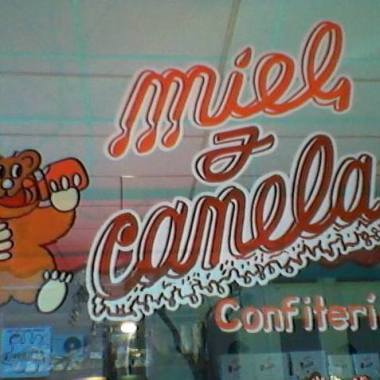 miel
y
canela
Confiteri